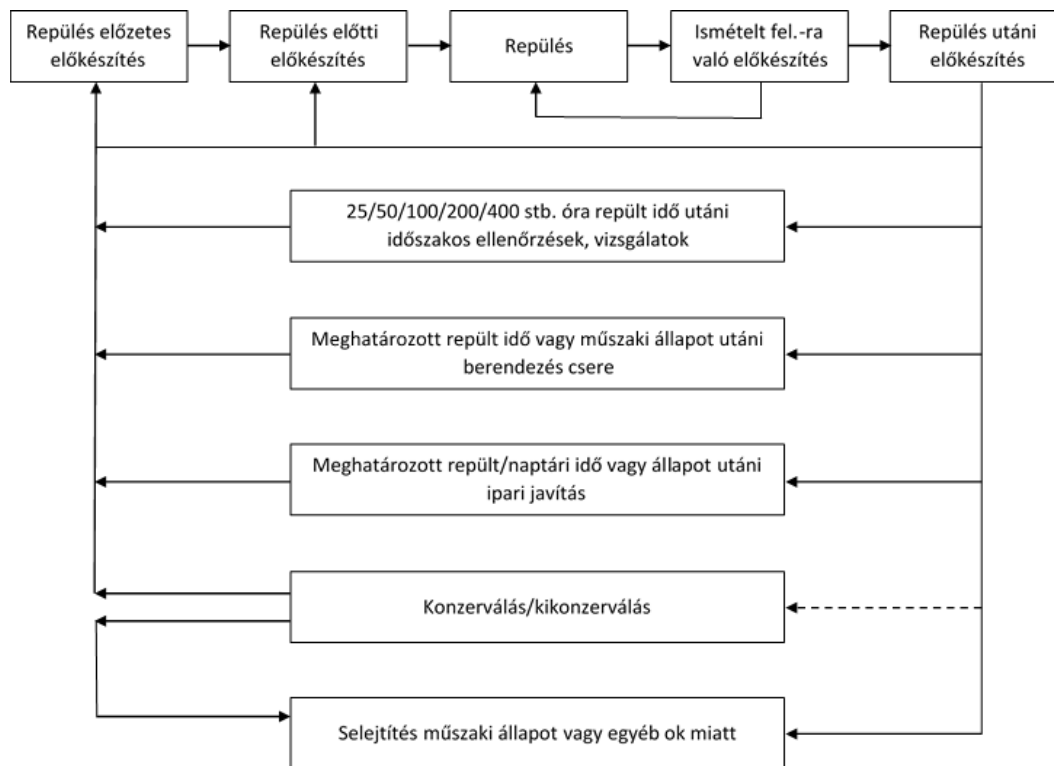 Repülés előzetes
előkészítés
Repülés előtti
előkészítés
Repülés
Ismételt fel.-ra
való előkészítés
Repülés utáni
előkészítés
25/50/100/200/400 stb. óra repült idő utáni
időszakos ellenőrzések, vizsgálatok
Meghatározott repült idő vagy műszaki állapot utáni
berendezés csere
Meghatározott repült/naptári idő vagy állapot utáni
ipari javítás
Konzerválás/kikonzerválás
Selejtítés műszaki állapot vagy egyéb ok miatt